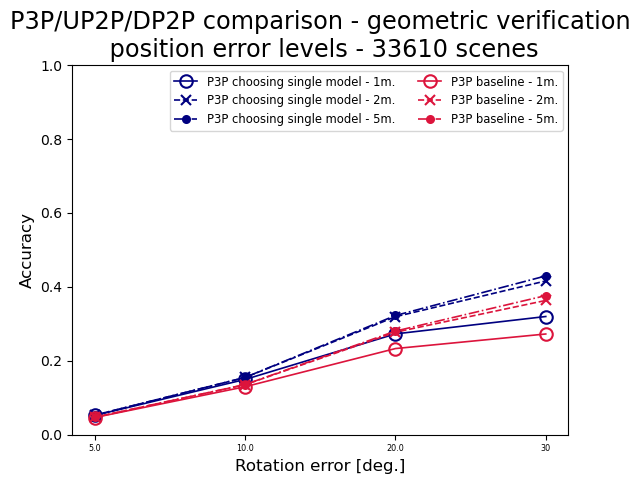 P3P/UP2P/DP2P comparison - geometric verification
position error levels - 33610 scenes
P3P choosing single model - 1m.
P3P choosing single model - 2m.
P3P choosing single model - 5m.
P3P baseline - 1m.
P3P baseline - 2m.
P3P baseline - 5m.
Accuracy
1.0
0.8
0.6
0.4
0.2
0.0
5.0
10.0
20.0
30
Rotation error [deg.]